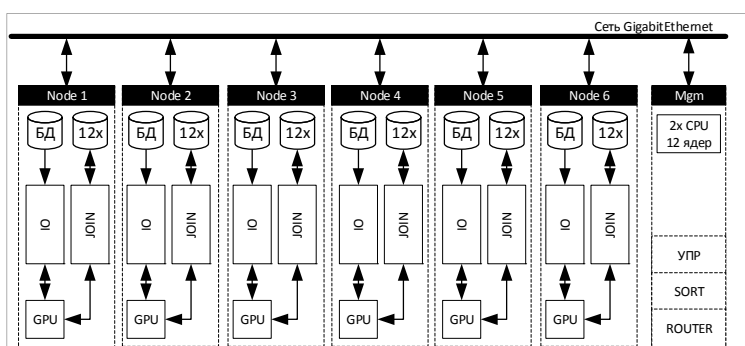 Сеть GigabitEthernet
Node 1
Node 2
Node 3
Node 4
Node 5
Node 6
Mgm
БД
12x
БД
12x
БД
12x
БД
12x
БД
12x
БД
12x
2x CPU
12 ядер
IO
JOIN
IO
JOIN
IO
JOIN
IO
JOIN
IO
JOIN
IO
JOIN
УПР
SORT
GPU
GPU
GPU
GPU
GPU
GPU
ROUTER